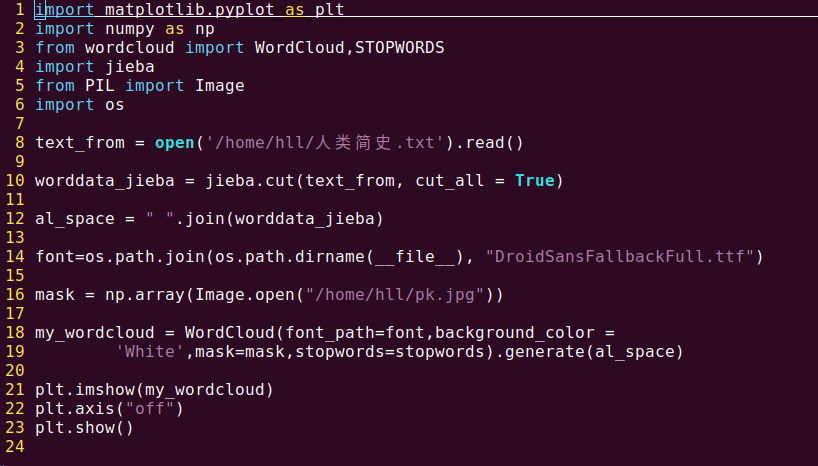 1 import matplotlib.pyplot as plt
2 import numpy as np
3 from wordcloud import WordCloud,STOPWORDS
4 import jieba
5 from PIL import Image
6 import os
7
8 text_from = open('/home/hll/人类简史.txt').read()
9
10 worddata_jieba = jieba.cut(text_from, cut_all = True)
11
12 al_space = " ".join(worddata_jieba)
13
14 font=os.path.join(os.path.dirname(__file__), "DroidSansFallbackFull.ttf")
15
16 mask = np.array(Image.open("/home/hll/pk.jpg"))
17
18 my_wordcloud = WordCloud(font_path=font,background_color =
19         'White',mask=mask,stopwords=stopwords).generate(al_space)
20
21 plt.imshow(my_wordcloud)
22 plt.axis("off")
23 plt.show()
24